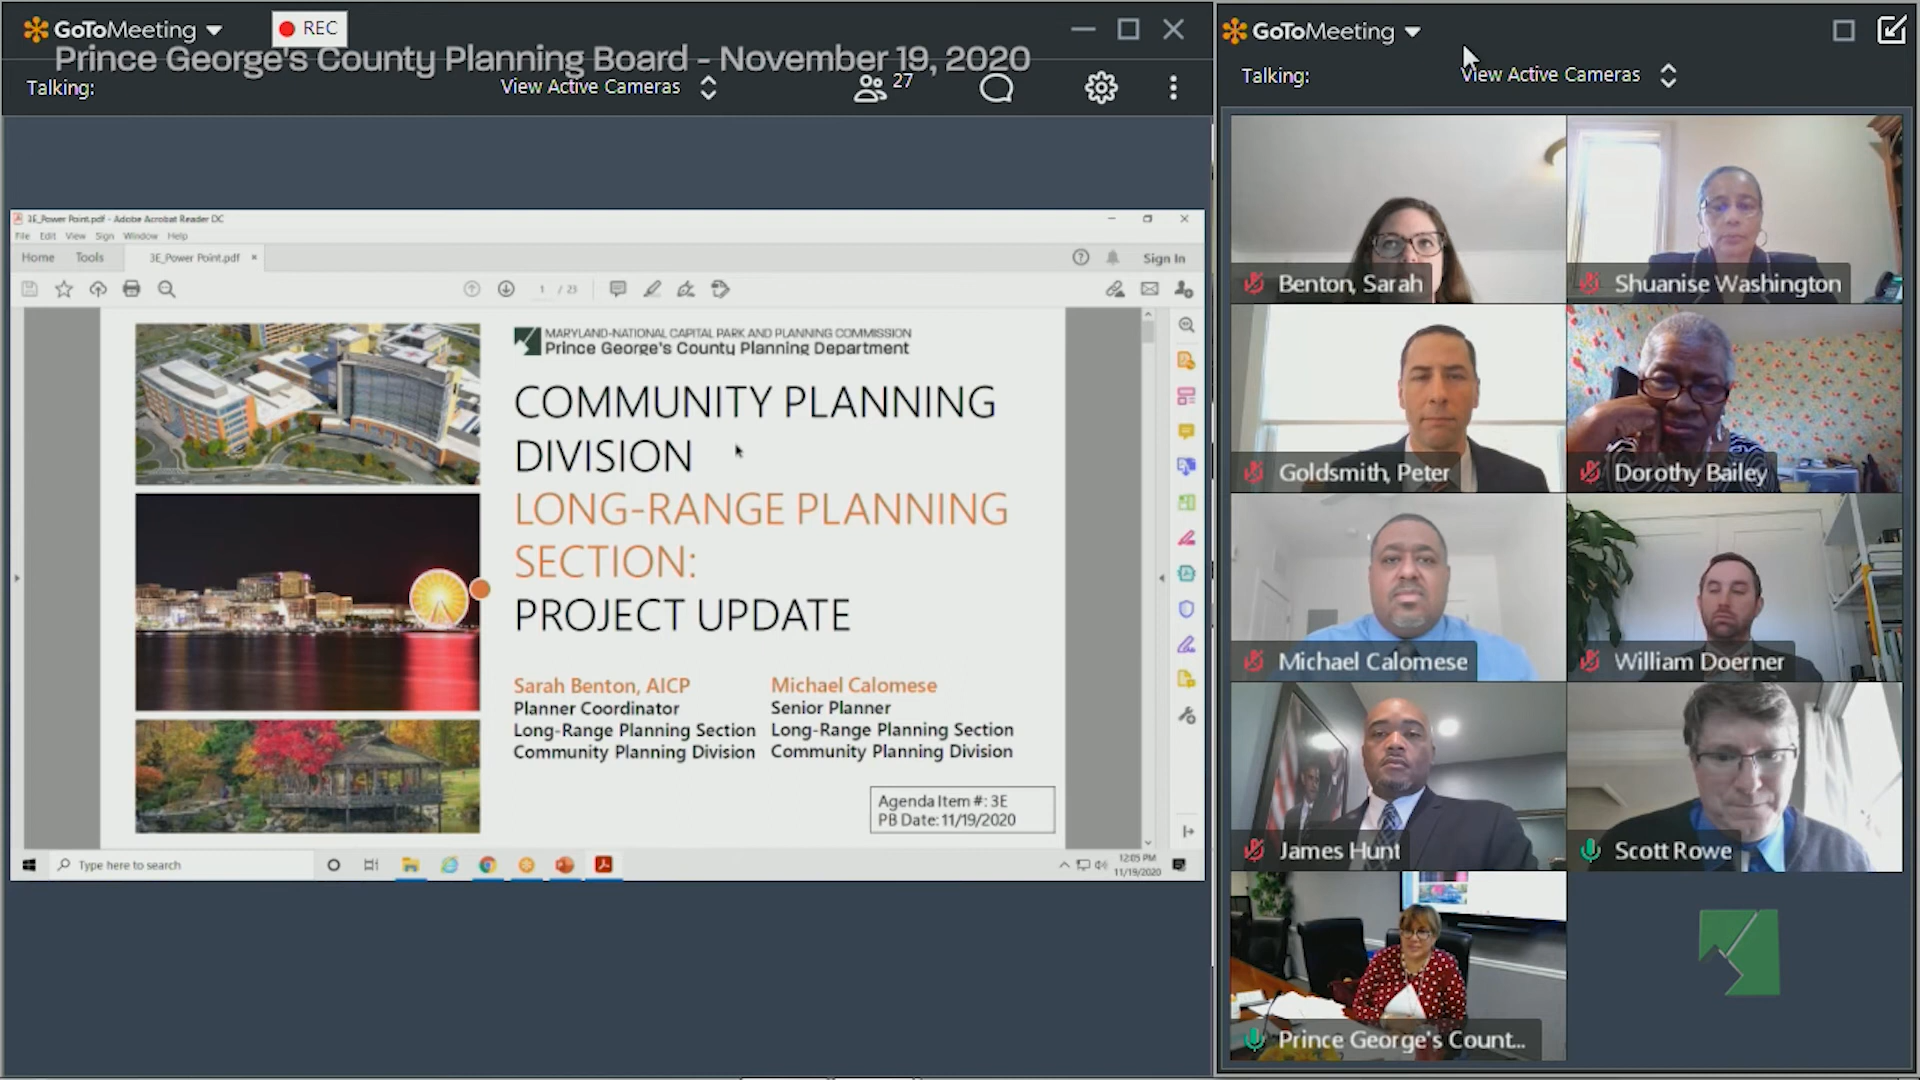 GoToMeeting
REC
Prince George's County Planning Board - November 19, 2020
Talking:
View Active Cameras
27
3E_Power Point.pdf - Adobe Acrobat Reader DC
File Edit View Sign Window Help
Home Tools 3E_Power Point.pdf ×
Sign In
1 / 23
MARYLAND-NATIONAL CAPITAL PARK AND PLANNING COMMISSION
Prince George's County Planning Department
COMMUNITY PLANNING
DIVISION
LONG-RANGE PLANNING
SECTION:
PROJECT UPDATE
Sarah Benton, AICP
Planner Coordinator
Long-Range Planning Section
Community Planning Division
Michael Calomese
Senior Planner
Long-Range Planning Section
Community Planning Division
Agenda Item #: 3E
PB Date: 11/19/2020
Type here to search
12:05 PM
11/19/2020
GoToMeeting
Talking:
View Active Cameras
Benton, Sarah
Shuanise Washington
Goldsmith, Peter
Dorothy Bailey
Michael Calomese
William Doerner
James Hunt
Scott Rowe
Prince George's Count...